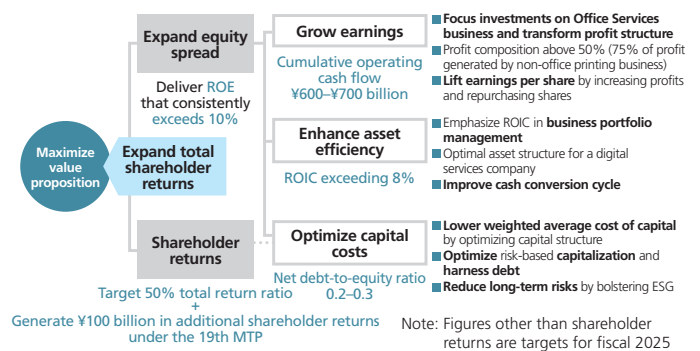 Maximize
value
proposition
Expand total
shareholder
returns
Expand equity
spread
Deliver ROE
that consistently
exceeds 10%
Shareholder
returns
Target 50% total return ratio
+
Generate ¥100 billion in additional shareholder returns
under the 19th MTP
Grow earnings
Cumulative operating
cash flow
¥600–¥700 billion
Enhance asset
efficiency
ROIC exceeding 8%
Optimize capital
costs
Net debt-to-equity ratio
0.2–0.3
■Focus investments on Office Services
business and transform profit structure
■Profit composition above 50% (75% of profit
generated by non-office printing business)
■Lift earnings per share by increasing profits
and repurchasing shares
■Emphasize ROIC in business portfolio
management
■Optimal asset structure for a digital
services company
■Improve cash conversion cycle
■Lower weighted average cost of capital
by optimizing capital structure
■Optimize risk-based capitalization and
harness debt
■Reduce long-term risks by bolstering ESG
Note: Figures other than shareholder
returns are targets for fiscal 2025